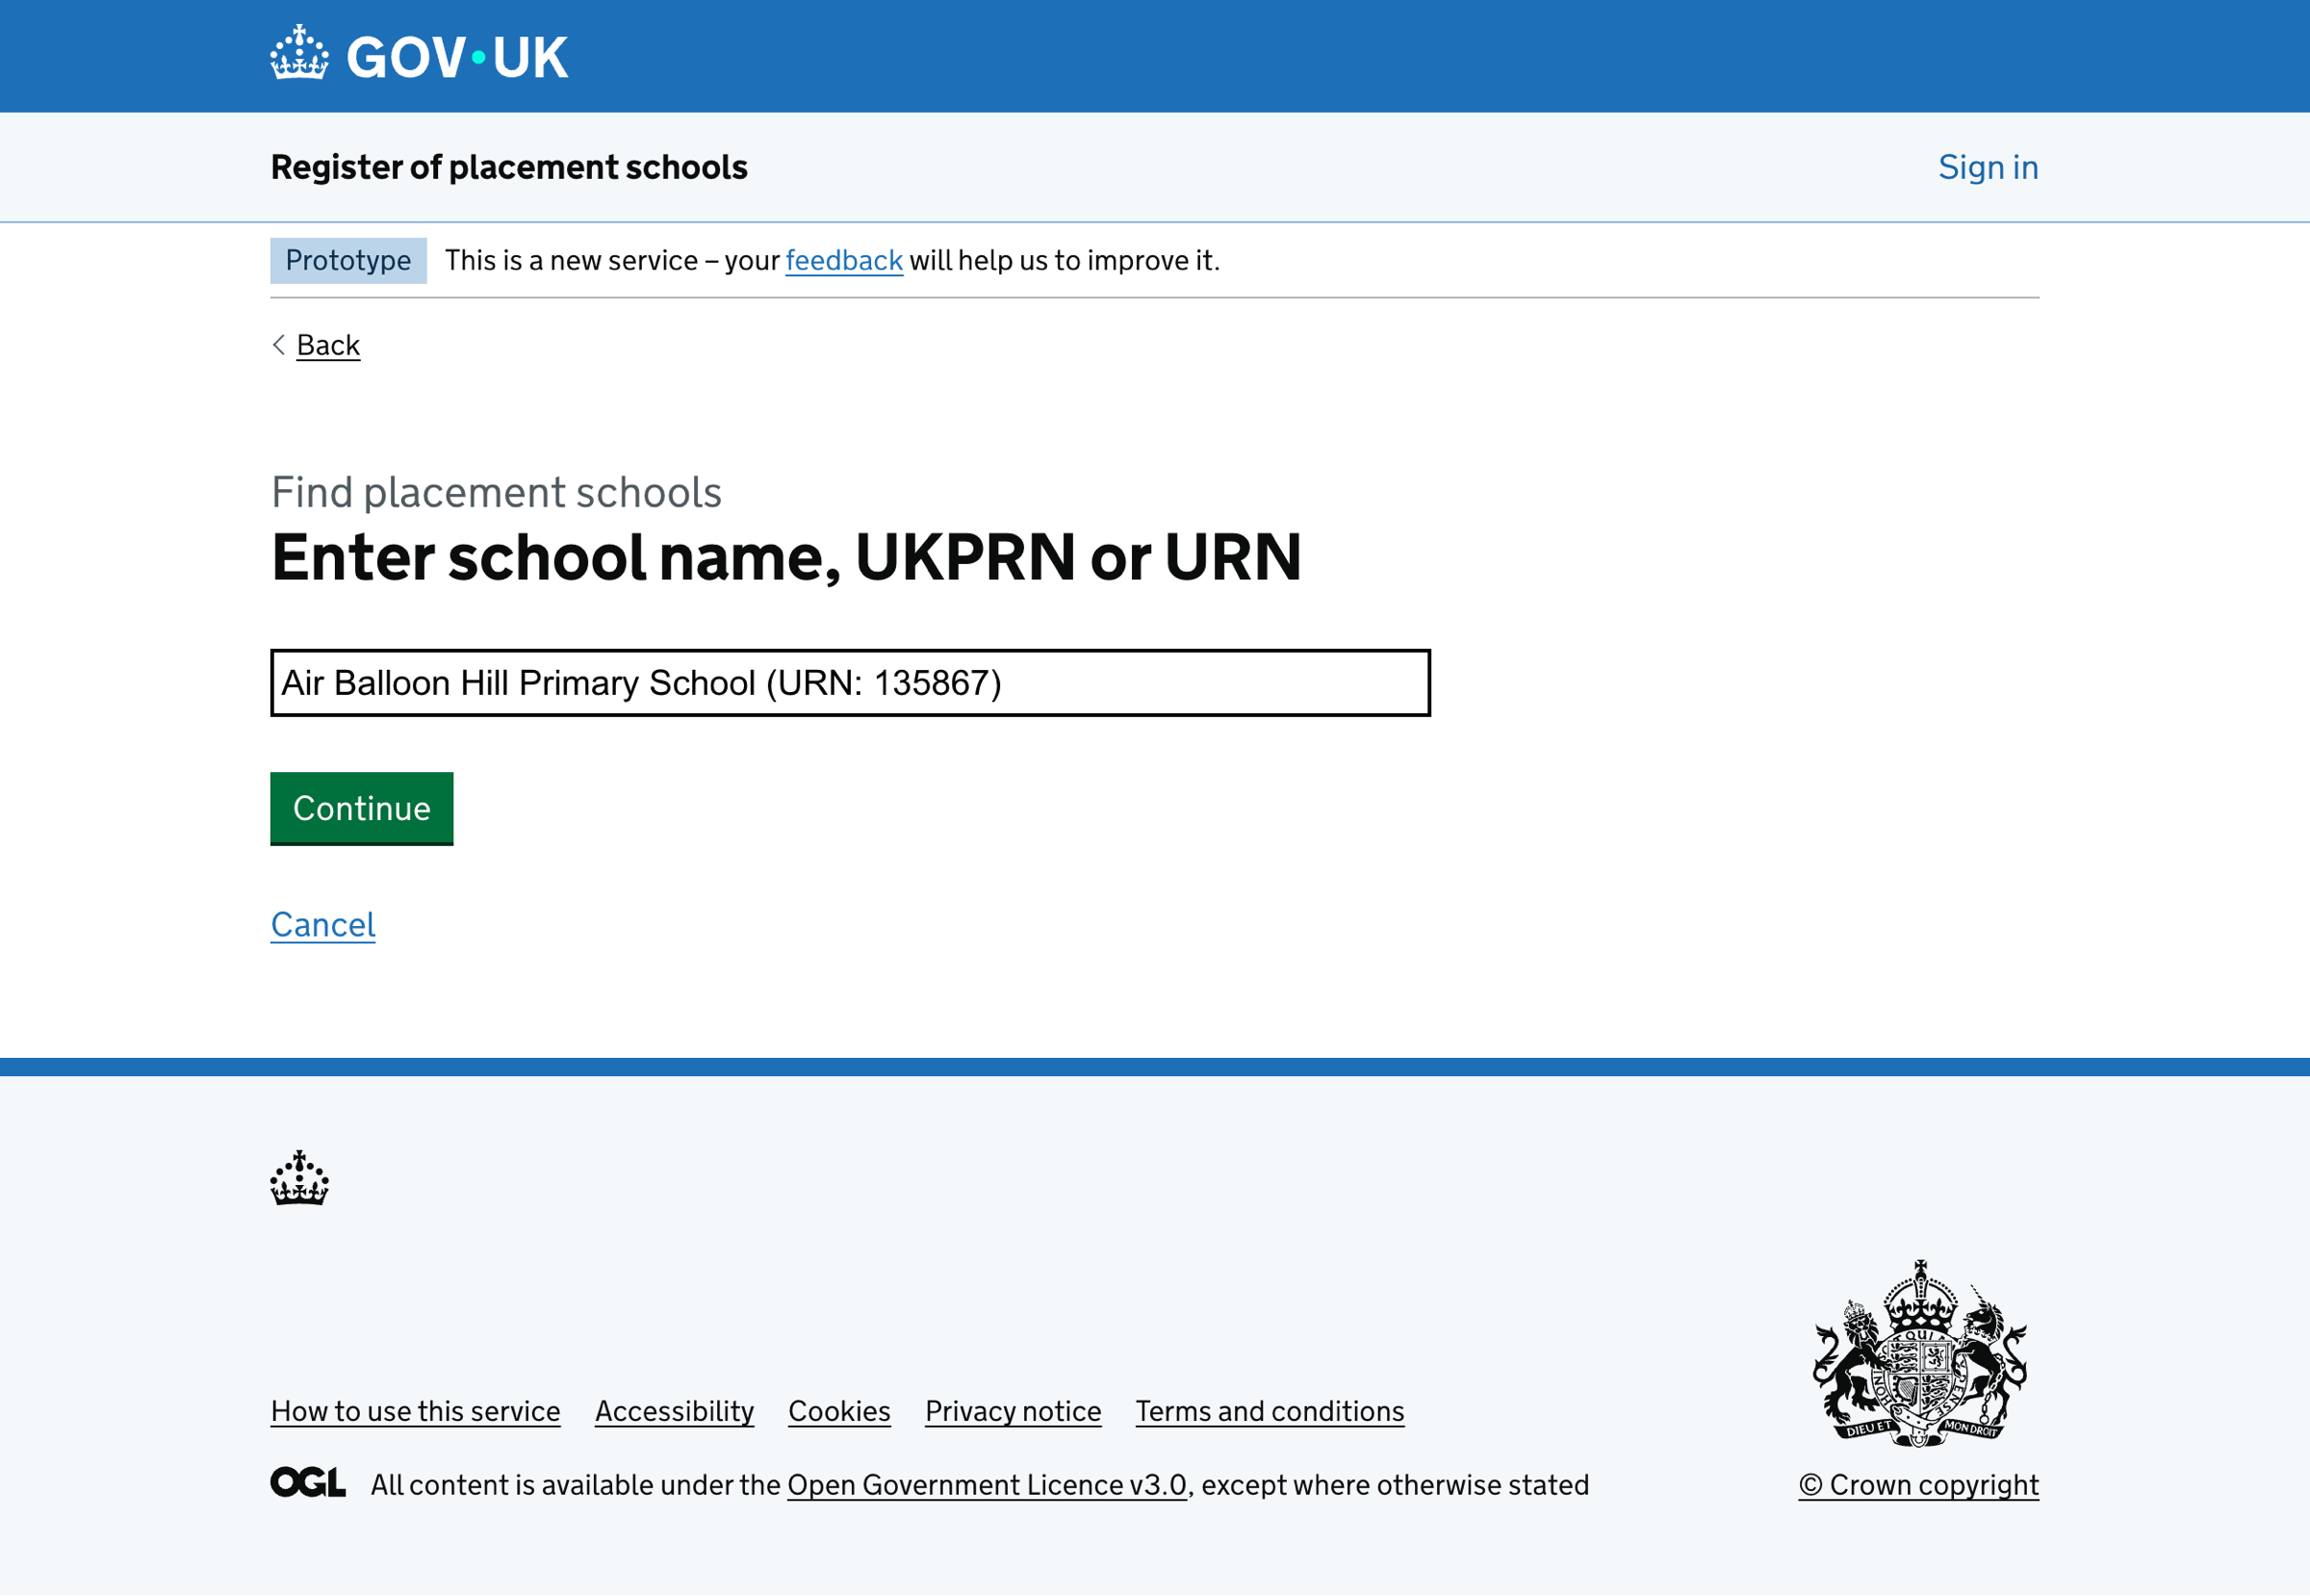 GOV·UK
Register of placement schools
Sign in
Prototype This is a new service – your feedback will help us to improve it.
Back
Find placement schools
Enter school name, UKPRN or URN
Air Balloon Hill Primary School (URN: 135867)
Continue
Cancel
How to use this service Accessibility Cookies Privacy notice Terms and conditions
OGL All content is available under the Open Government Licence v3.0, except where otherwise stated
QUI
HONI
PENSE
DIEU ET MON DROIT
© Crown copyright